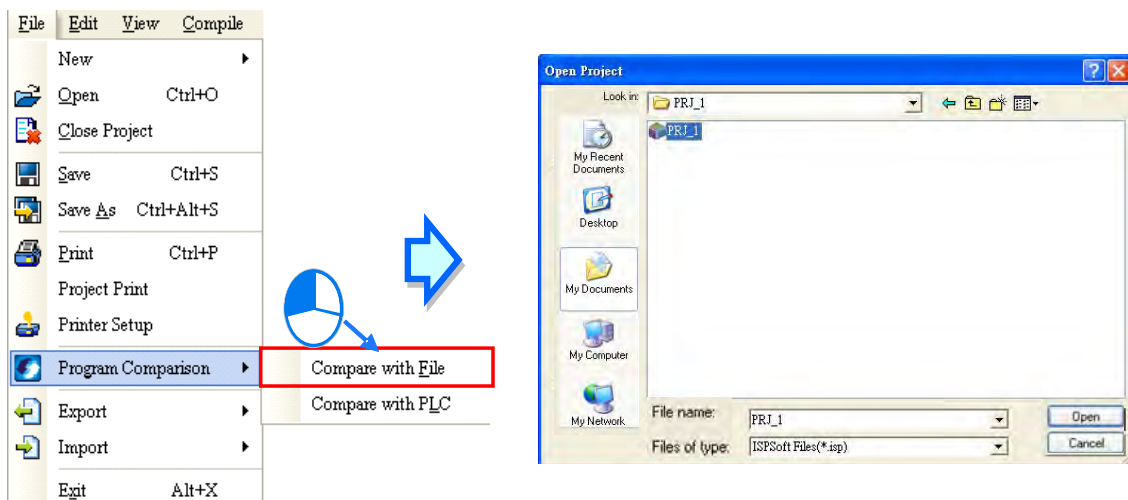 File Edit View Compile
New
Open Ctrl+O
Close Project
Save Ctrl+S
Save As Ctrl+Alt+S
Print Ctrl+P
Project Print
Printer Setup
Program Comparison
Compare with File
Compare with PLC
Export
Import
Exit Alt+X
Open Project
Look in: PRJ_1
PRJ_1
My Recent
Documents
Desktop
My Documents
My Computer
My Network
File name: PRJ_1 Open
Files of type: ISPSoft Files(*.isp) Cancel